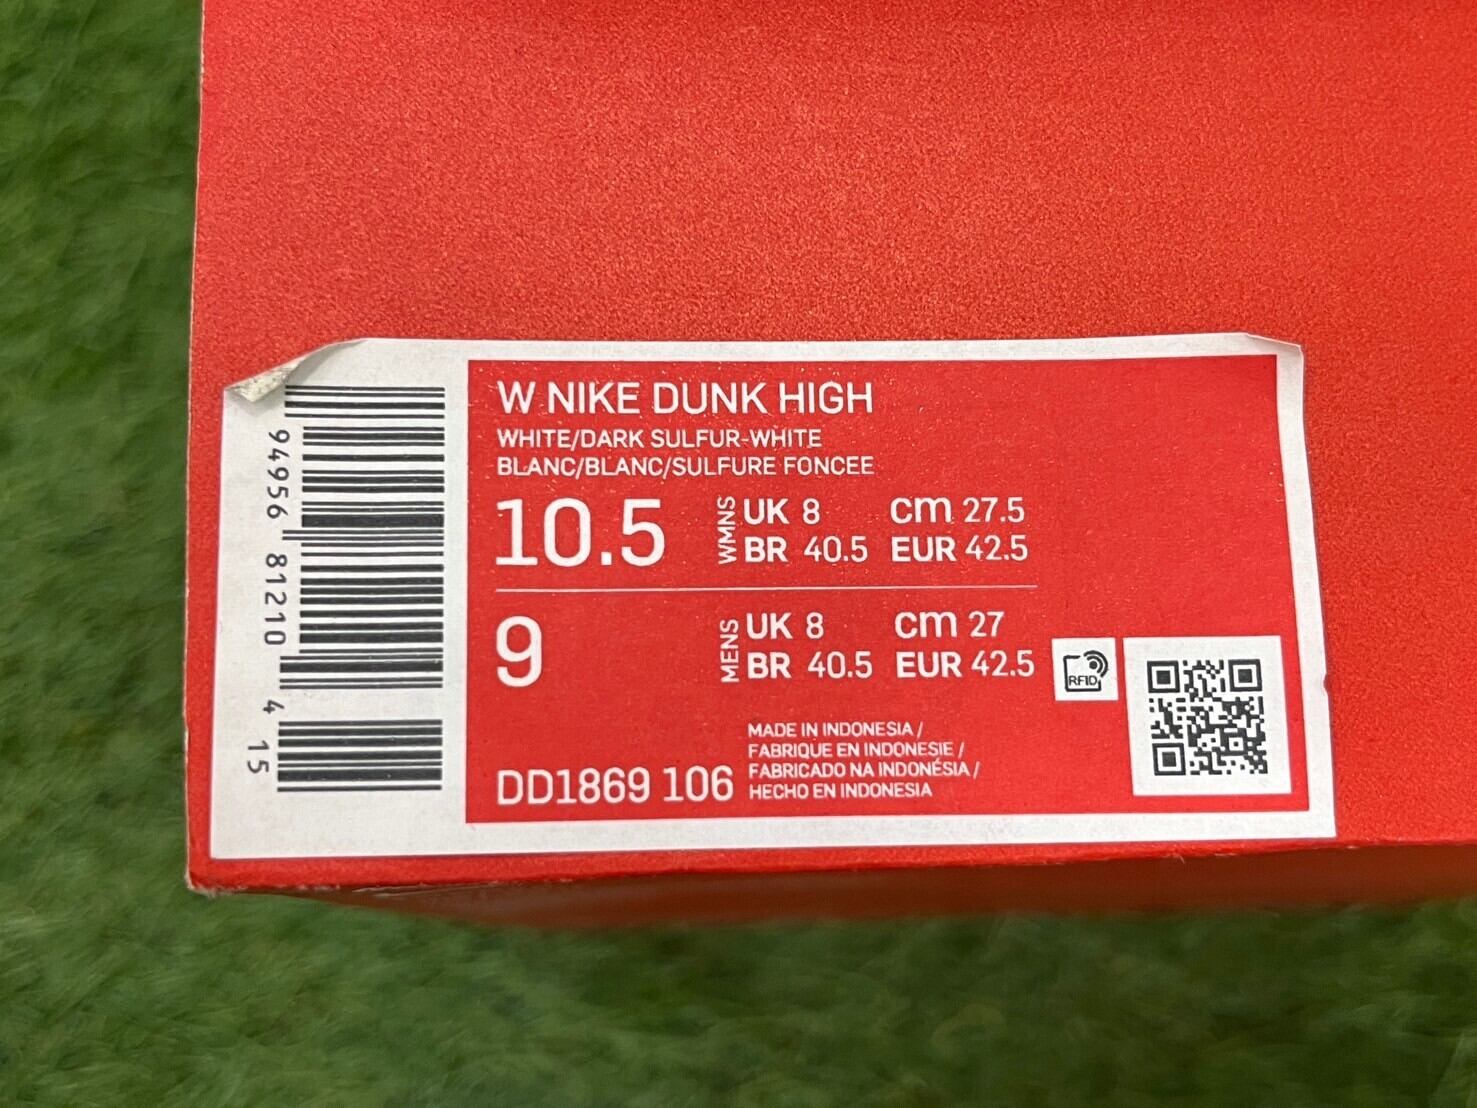 W NIKE DUNK HIGH
WHITE/DARK SULFUR-WHITE
BLANC/BLANC/SULFURE FONCEE
10.5 WMNS UK 8 CM 27.5
BR 40.5 EUR 42.5
9 MENS UK 8 CM 27
BR 40.5 EUR 42.5
RFID
MADE IN INDONESIA /
FABRIQUE EN INDONESIE /
FABRICADO NA INDONÉSIA /
HECHO EN INDONESIA
DD1869 106
94956 81210 4 15